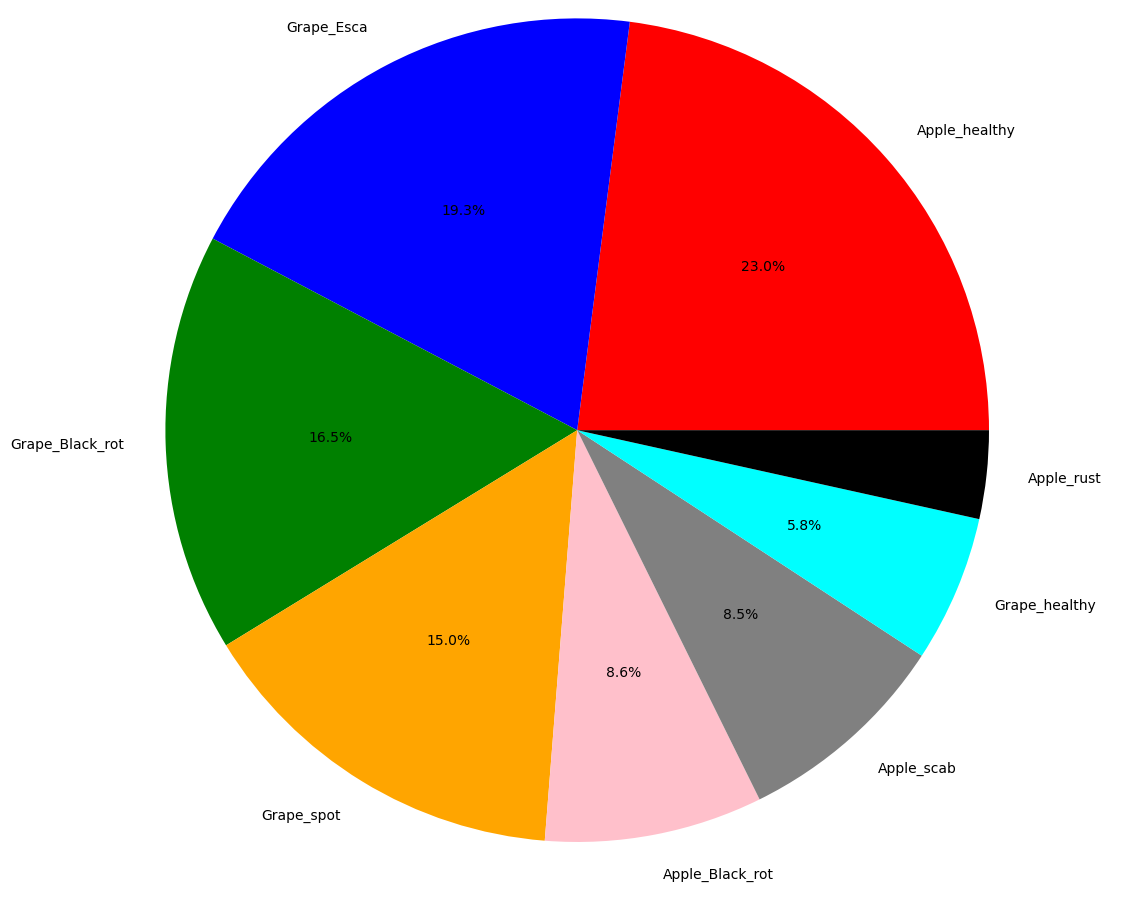 Grape_Esca
Apple_healthy
19.3%
23.0%
Grape_Black_rot
16.5%
Apple_rust
5.8%
Grape_healthy
8.5%
15.0%
8.6%
Apple_scab
Grape_spot
Apple_Black_rot